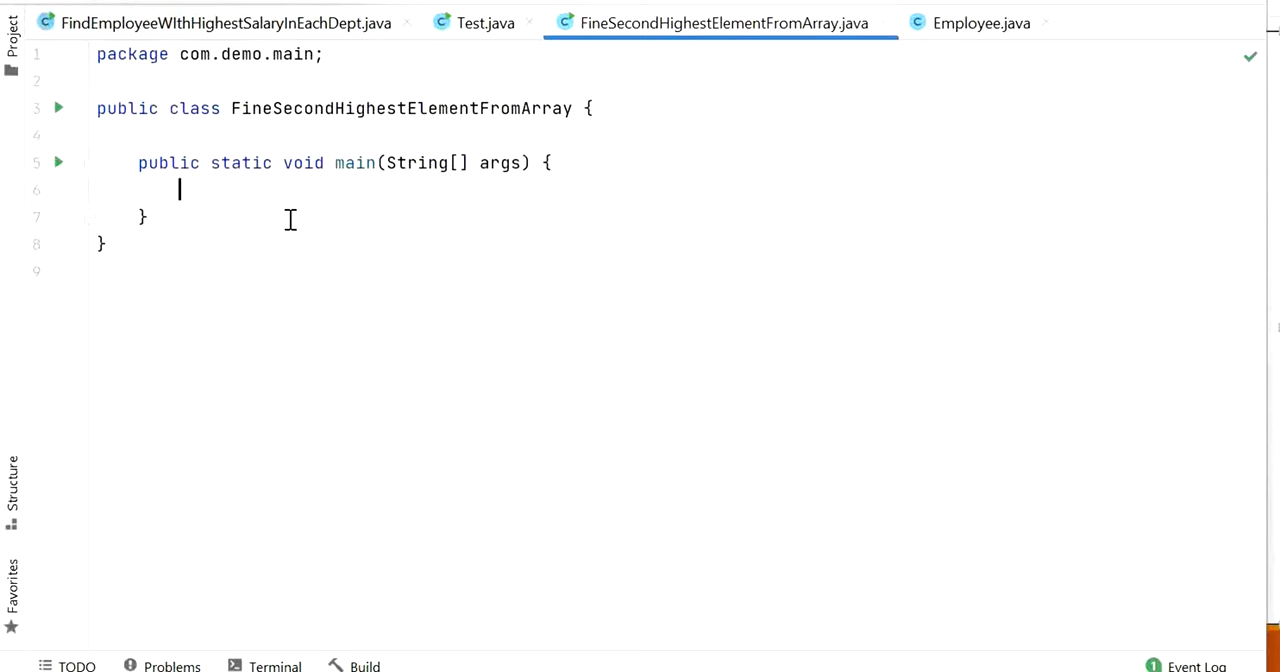 Project
FindEmployeeWIthHighestSalaryInEachDept.java Test.java FineSecondHighestElementFromArray.java Employee.java
1 package com.demo.main;
2
3 public class FineSecondHighestElementFromArray {
4
5 public static void main(String[] args) {
6
7 }
8 }
9
Structure
Favorites
TODO Problems Terminal Build 1 Event Log